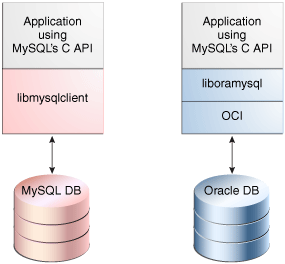 Application
using
MySQL's C API
libmysqlclient
MySQL DB
Application
using
MySQL's C API
liboramysql
OCI
Oracle DB